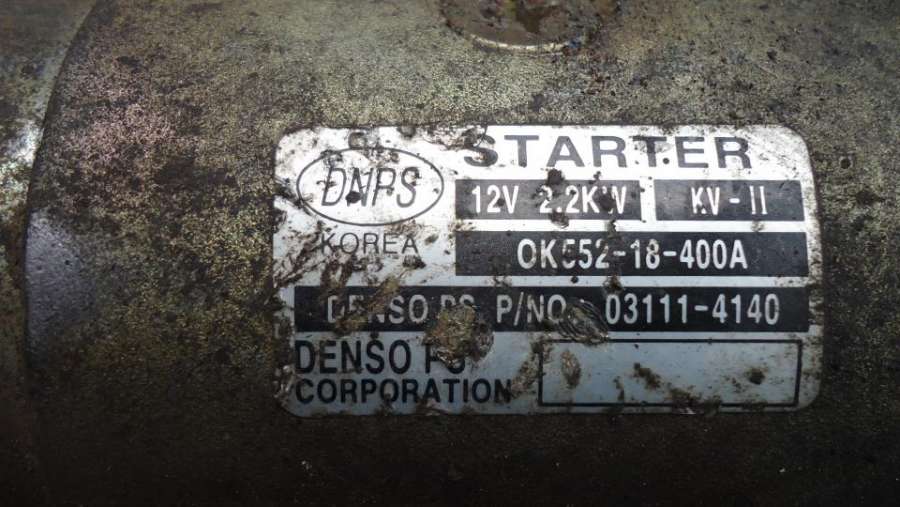 STARTER
DNPS
12V 2.2KW KV-II
KOREA
OK552-18-400A
DENSO PS P/NO. 03111-4140
DENSO PS
CORPORATION